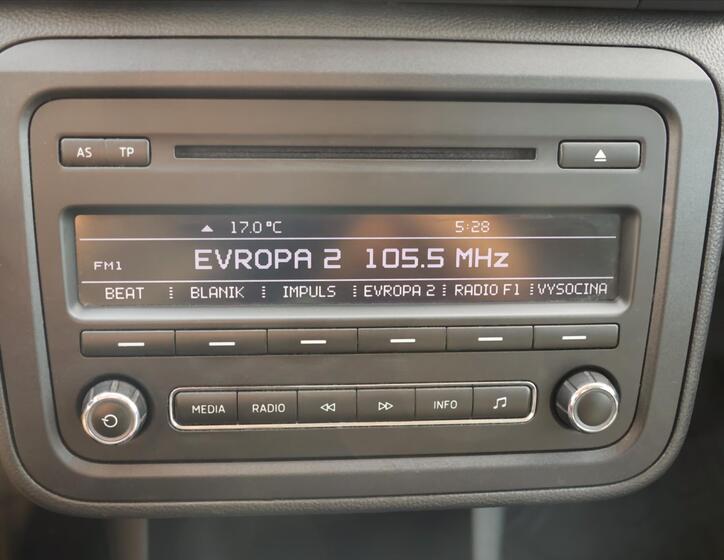 AS TP
17.0°C 5:28
FM1 EVROPA 2 105.5 MHz
BEAT BLANIK IMPULS EVROPA 2 RADIO F1 VYSOCINA
MEDIA RADIO INFO